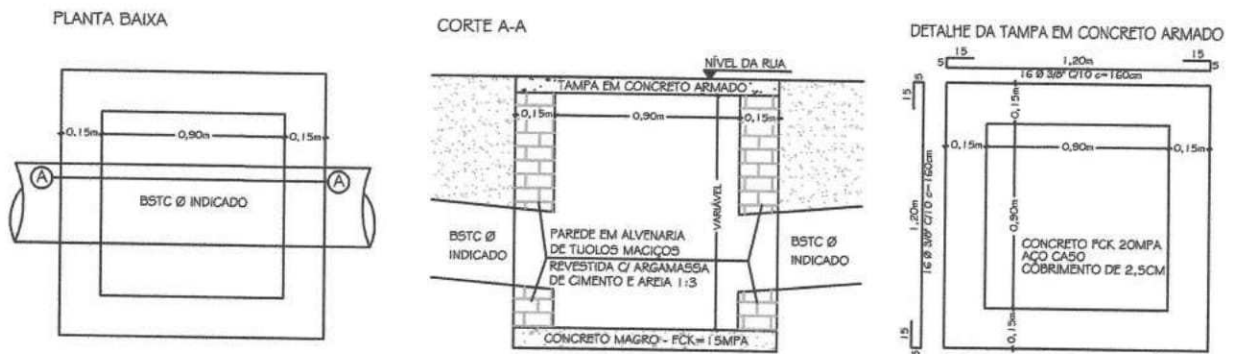 PLANTA BAIXA
0,15m
0,90m
0,15m
A
A
BSTC Ø INDICADO
CORTE A-A
NÍVEL DA RUA
TAMPA EM CONCRETO ARMADO
0,15m
0,90m
0,15m
VARIÁVEL
BSTC Ø
INDICADO
PAREDE EM ALVENARIA
DE TIJOLOS MACIÇOS
REVESTIDA C/ ARGAMASSA
DE CIMENTO E AREIA 1:3
BSTC Ø
INDICADO
CONCRETO MAGRO - FCK=15MPA
DETALHE DA TAMPA EM CONCRETO ARMADO
15
15
5
1,20m
5
16 Ø 3/8" C/10 c=160cm
15
0,15m
0,15m
0,90m
0,15m
1,20m
16 Ø 3/8" C/10 c=160cm
0,90m
CONCRETO FCK 20MPA
AÇO CA50
COBRIMENTO DE 2,5CM
15
0,15m
5